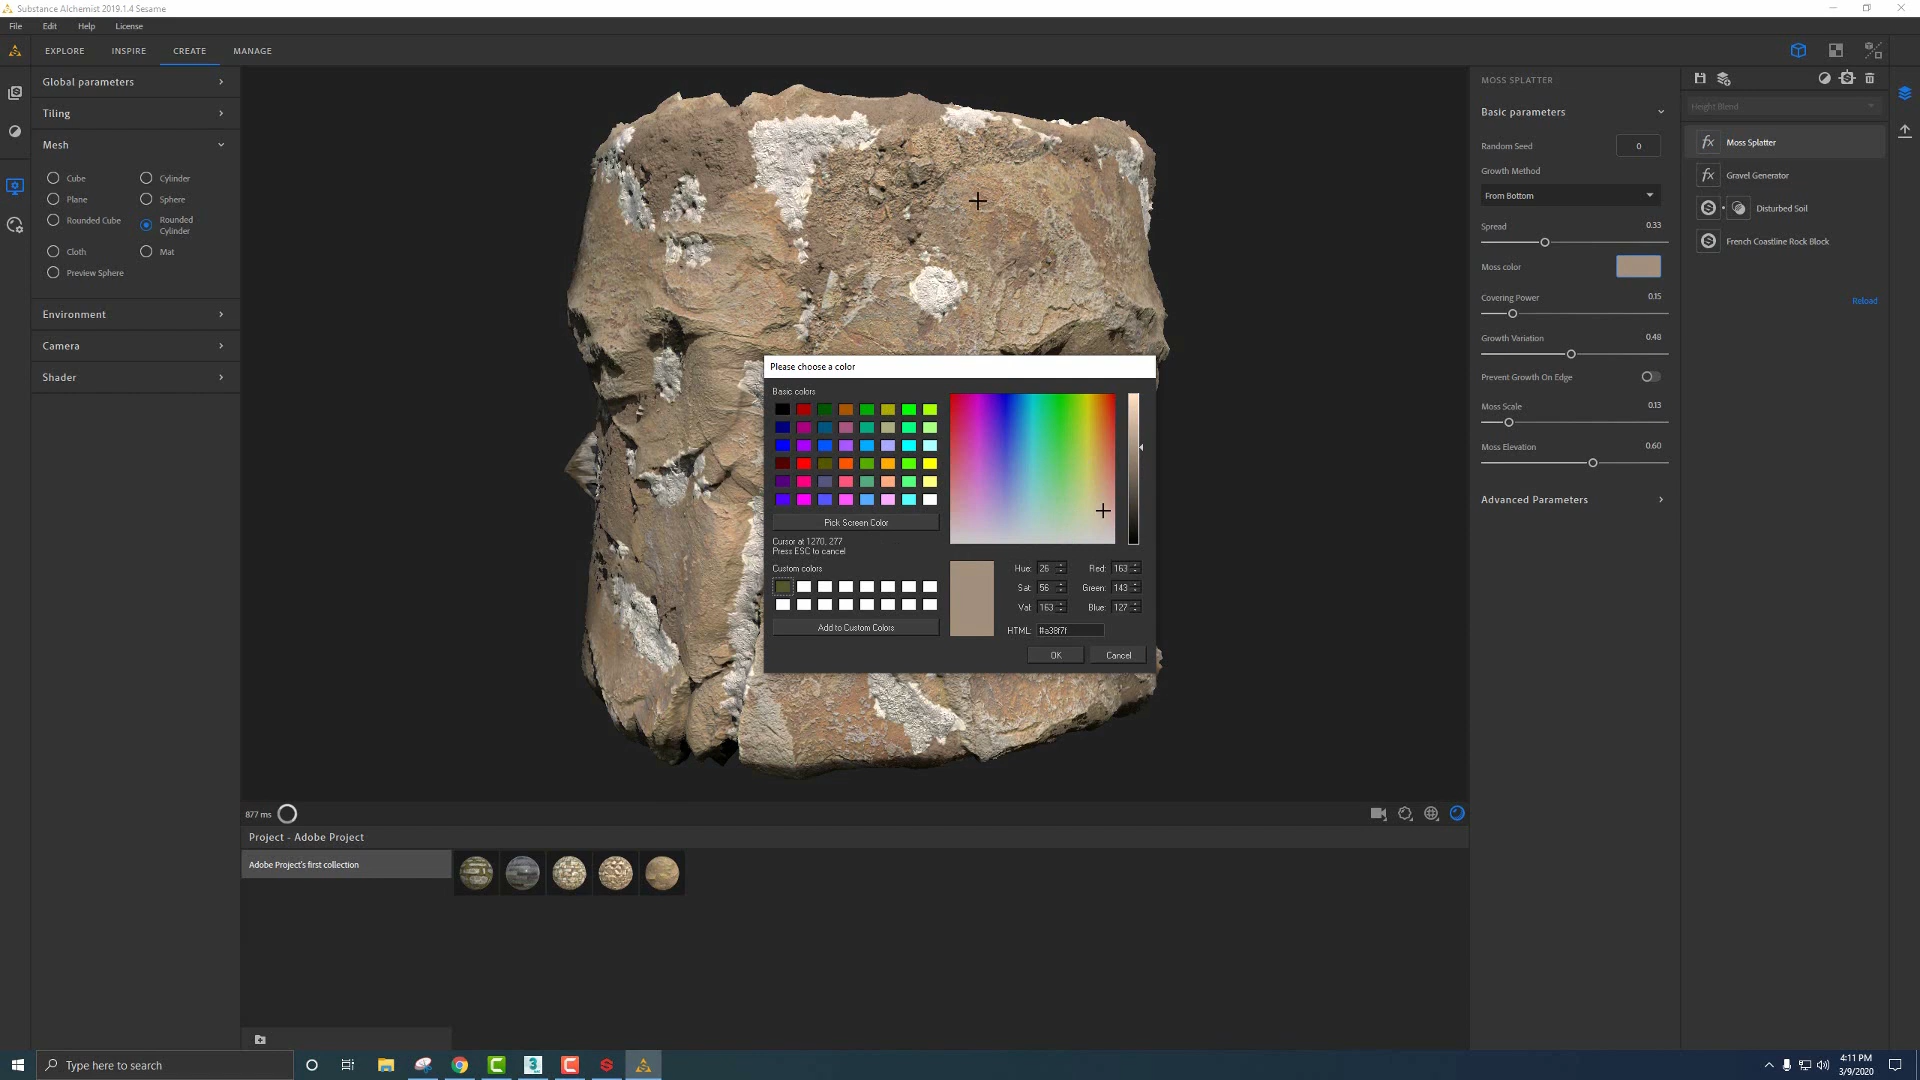 Substance Alchemist 2019.1.4 Sesame
File Edit Help License
EXPLORE INSPIRE CREATE MANAGE
Global parameters
Tiling
Mesh
Cube Cylinder
Plane Sphere
Rounded Cube Rounded
Cylinder
Cloth Mat
Preview Sphere
Environment
Camera
Shader
Please choose a color
Basic colors
Pick Screen Color
Cursor at 1270, 277
Press ESC to cancel
Custom colors
Add to Custom Colors
Hue: 26 Red: 163
Sat: 56 Green: 143
Val: 163 Blue: 127
HTML: #a38f7f
OK Cancel
877 ms
Project - Adobe Project
Adobe Project's first collection
MOSS SPLATTER
Basic parameters
Random Seed 0
Growth Method
From Bottom
Spread 0.33
Moss color
Covering Power 0.15
Growth Variation 0.48
Prevent Growth On Edge
Moss Scale 0.13
Moss Elevation 0.60
Advanced Parameters
Height Blend
fx Moss Splatter
fx Gravel Generator
Disturbed Soil
French Coastline Rock Block
Reload
Type here to search
4:11 PM
3/9/2020